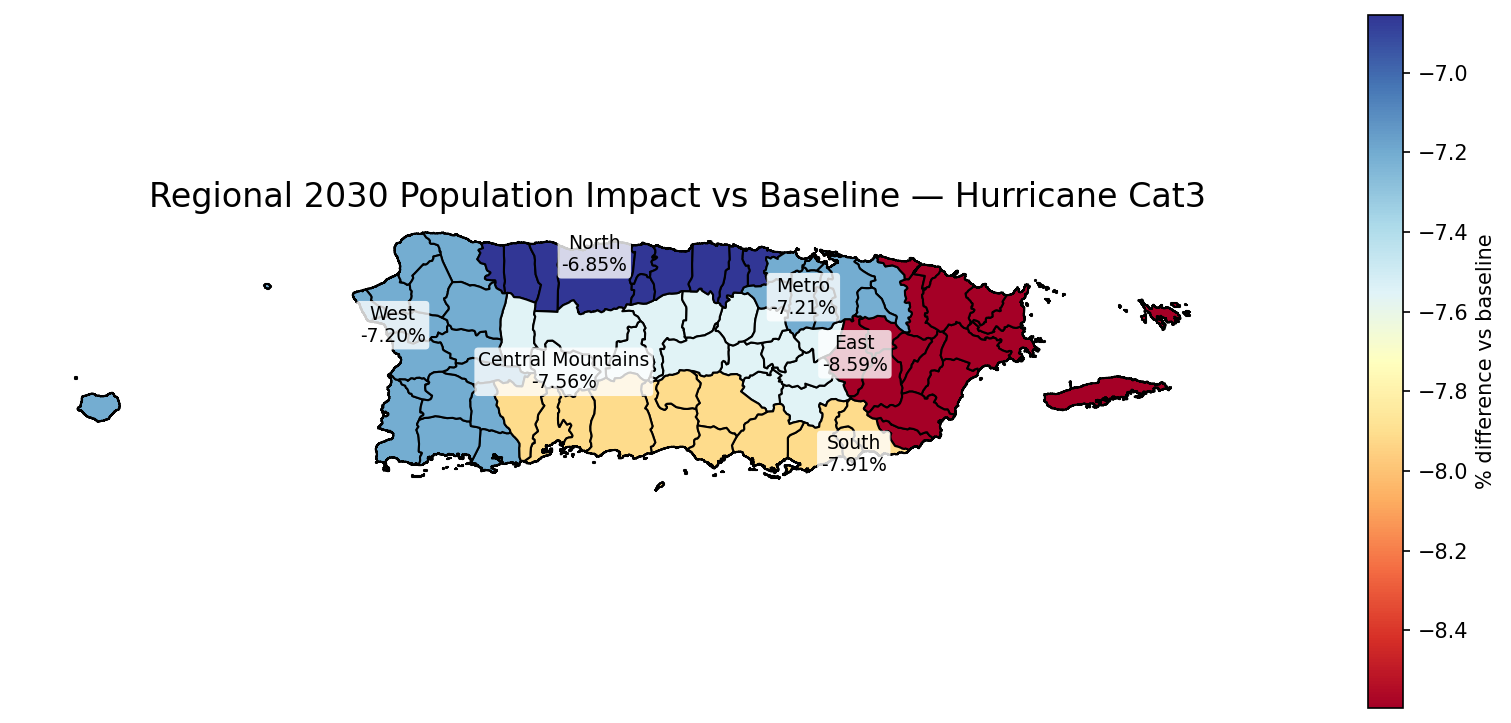 Regional 2030 Population Impact vs Baseline — Hurricane Cat3
North
-6.85%
Metro
-7.21%
West
-7.20%
East
-8.59%
Central Mountains
-7.56%
South
-7.91%
−7.0
−7.2
−7.4
−7.6
−7.8
−8.0
−8.2
−8.4
% difference vs baseline